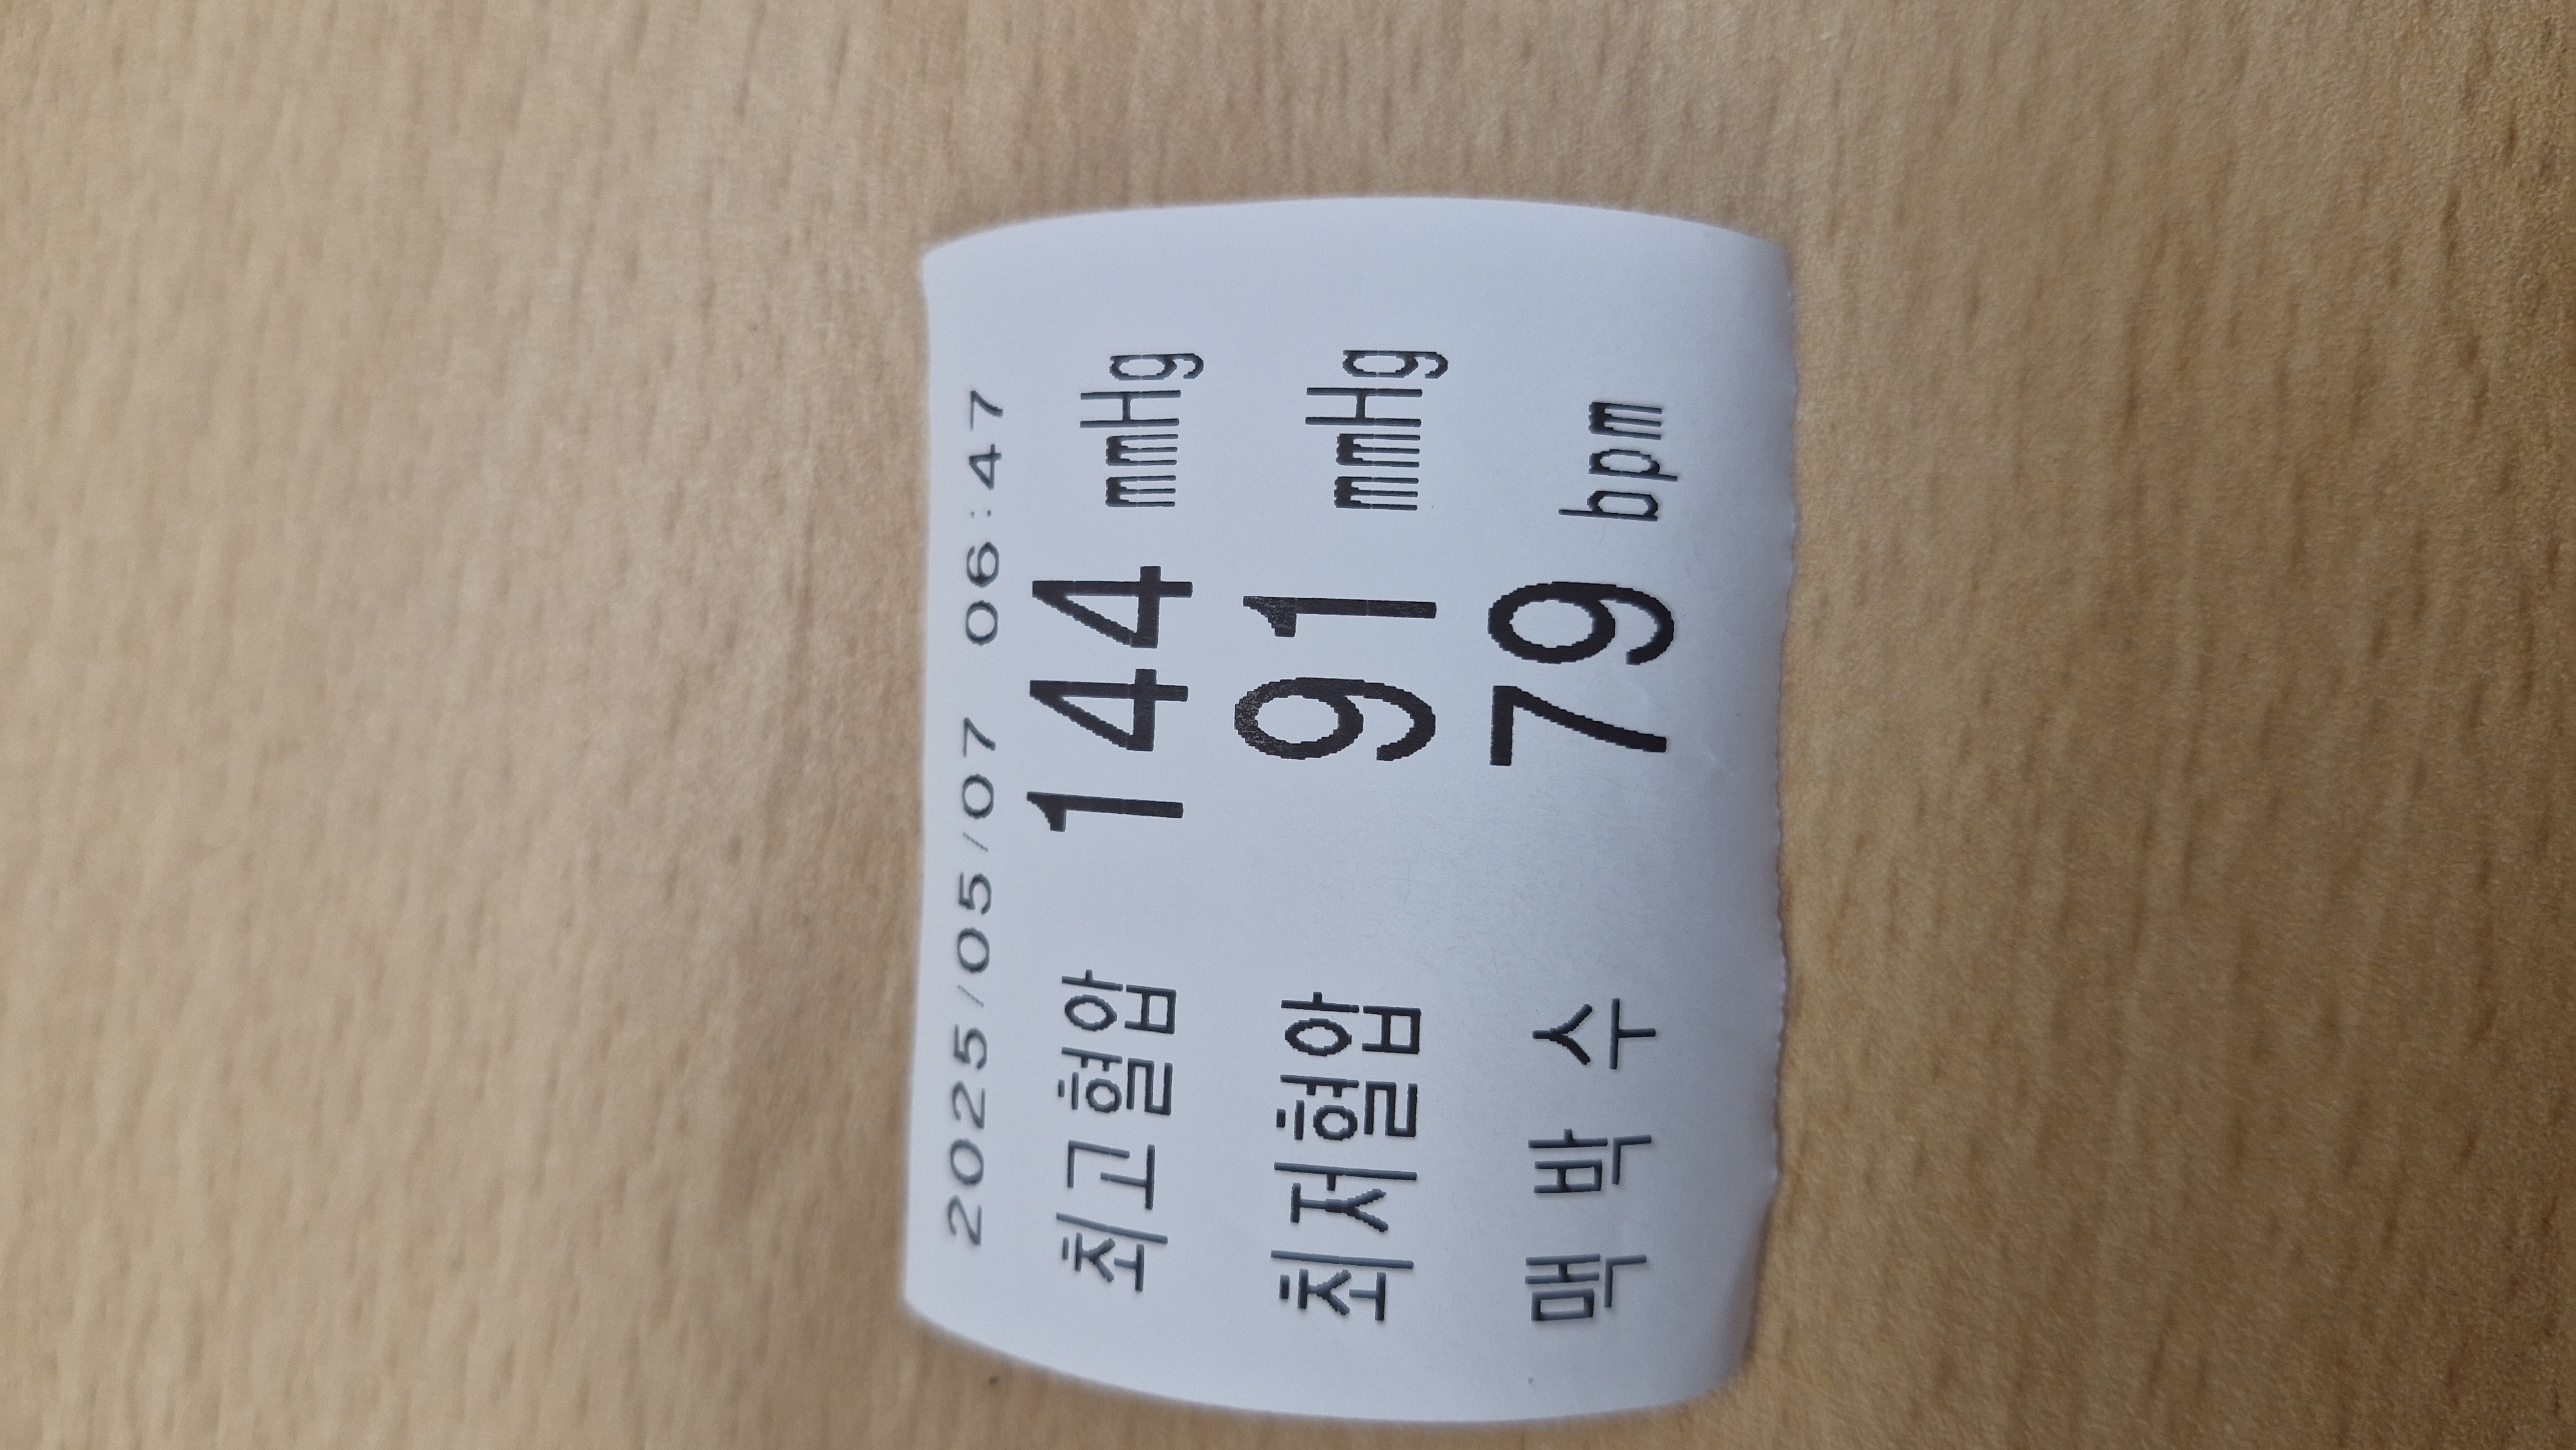 2025/05/07 06:47
최고혈압 144 mmHg
최저혈압 91 mmHg
맥 박 수 79 bpm